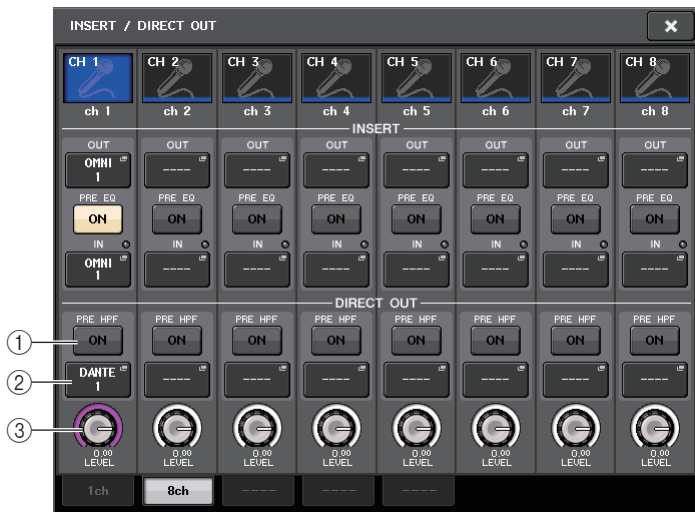 INSERT / DIRECT OUT
CH 1 CH 2 CH 3 CH 4 CH 5 CH 6 CH 7 CH 8
ch 1 ch 2 ch 3 ch 4 ch 5 ch 6 ch 7 ch 8
INSERT
OUT OUT OUT OUT OUT OUT OUT OUT
OMNI 1 ---- ---- ---- ---- ---- ---- ----
PRE EQ PRE EQ PRE EQ PRE EQ PRE EQ PRE EQ PRE EQ PRE EQ
ON ON ON ON ON ON ON ON
IN IN IN IN IN IN IN IN
OMNI 1 ---- ---- ---- ---- ---- ---- ----
DIRECT OUT
PRE HPF PRE HPF PRE HPF PRE HPF PRE HPF PRE HPF PRE HPF PRE HPF
① ON ON ON ON ON ON ON ON
② DANTE 1 ---- ---- ---- ---- ---- ---- ----
③
0.00 0.00 0.00 0.00 0.00 0.00 0.00 0.00
LEVEL LEVEL LEVEL LEVEL LEVEL LEVEL LEVEL LEVEL
1ch 8ch ---- ---- ----